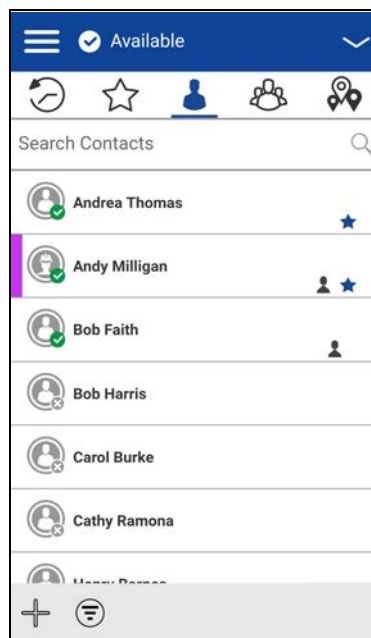 Available
Search Contacts
Andrea Thomas
Andy Milligan
Bob Faith
Bob Harris
Carol Burke
Cathy Ramona